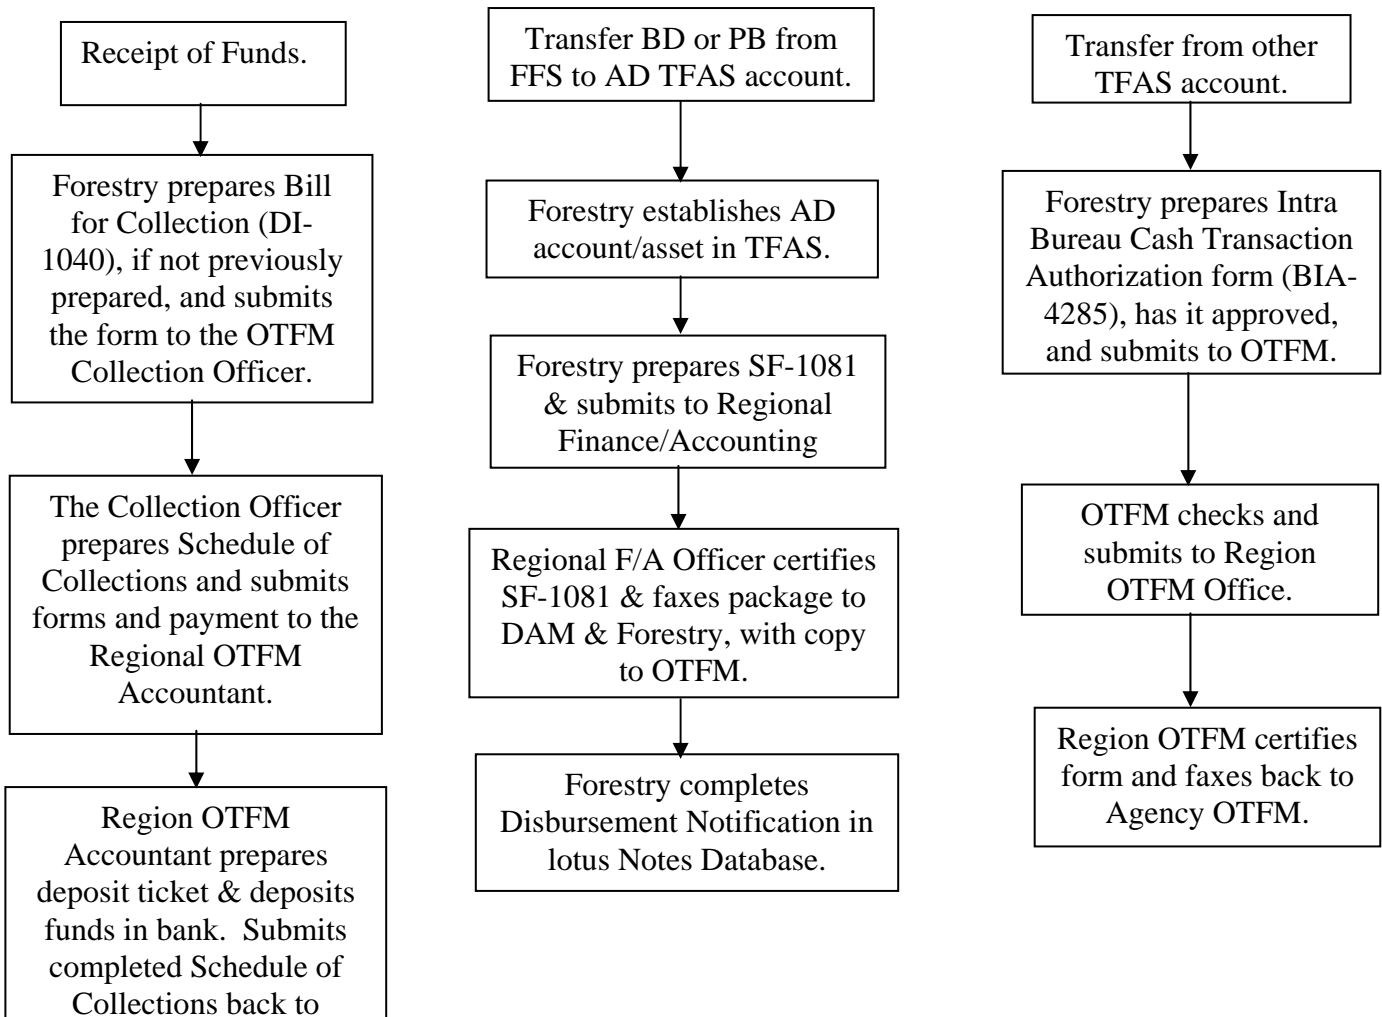 Receipt of Funds.
Forestry prepares Bill
for Collection (DI-
1040), if not previously
prepared, and submits
the form to the OTFM
Collection Officer.
The Collection Officer
prepares Schedule of
Collections and submits
forms and payment to the
Regional OTFM
Accountant.
Region OTFM
Accountant prepares
deposit ticket & deposits
funds in bank.  Submits
completed Schedule of
Collections back to
Transfer BD or PB from
FFS to AD TFAS account.
Forestry establishes AD
account/asset in TFAS.
Forestry prepares SF-1081
& submits to Regional
Finance/Accounting
Regional F/A Officer certifies
SF-1081 & faxes package to
DAM & Forestry, with copy
to OTFM.
Forestry completes
Disbursement Notification in
lotus Notes Database.
Transfer from other
TFAS account.
Forestry prepares Intra
Bureau Cash Transaction
Authorization form (BIA-
4285), has it approved,
and submits to OTFM.
OTFM checks and
submits to Region
OTFM Office.
Region OTFM certifies
form and faxes back to
Agency OTFM.